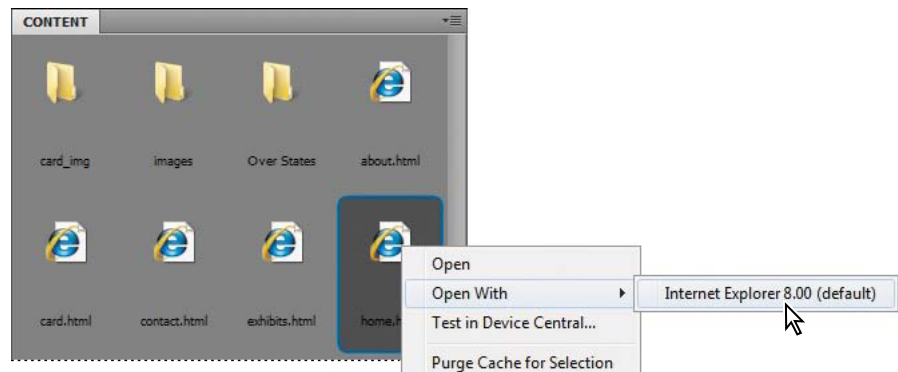 CONTENT
card_img images Over States about.html
card.html contact.html exhibits.html home.h
Open
Open With Internet Explorer 8.00 (default)
Test in Device Central...
Purge Cache for Selection